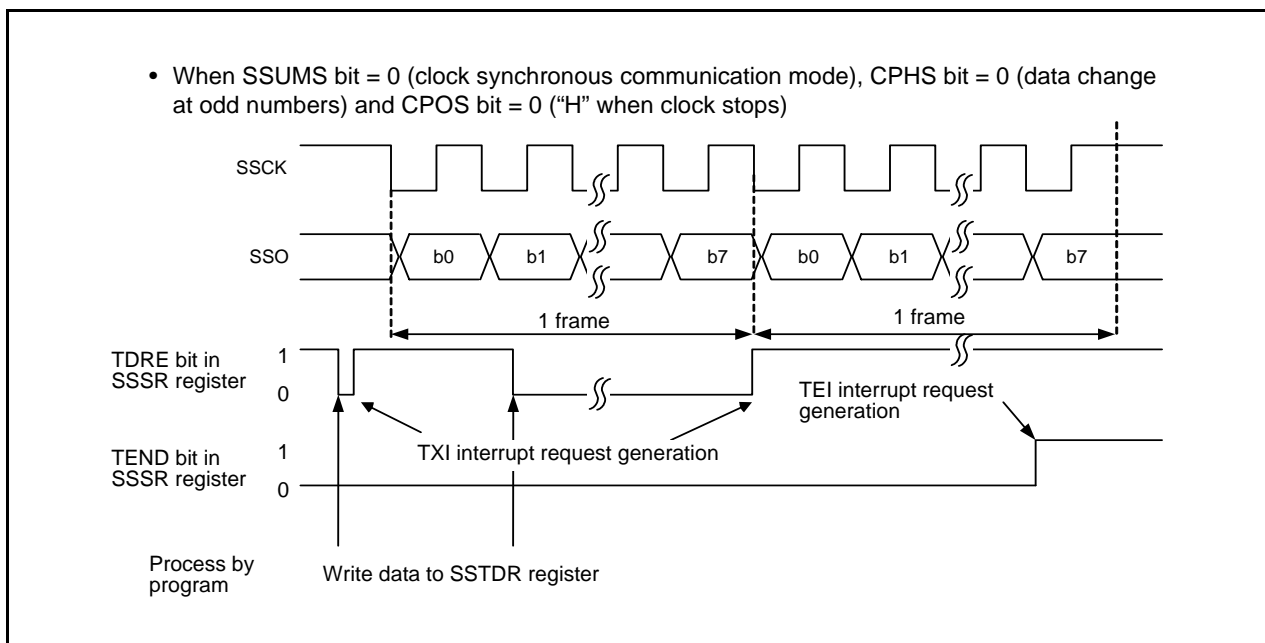 • When SSUMS bit = 0 (clock synchronous communication mode), CPHS bit = 0 (data change
at odd numbers) and CPOS bit = 0 (“H” when clock stops)
SSCK
SSO
b0
b1
b7
b0
b1
b7
1 frame
1 frame
TDRE bit in
SSSR register
1
0
TEI interrupt request
generation
TXI interrupt request generation
TEND bit in
SSSR register
1
0
Process by
program
Write data to SSTDR register